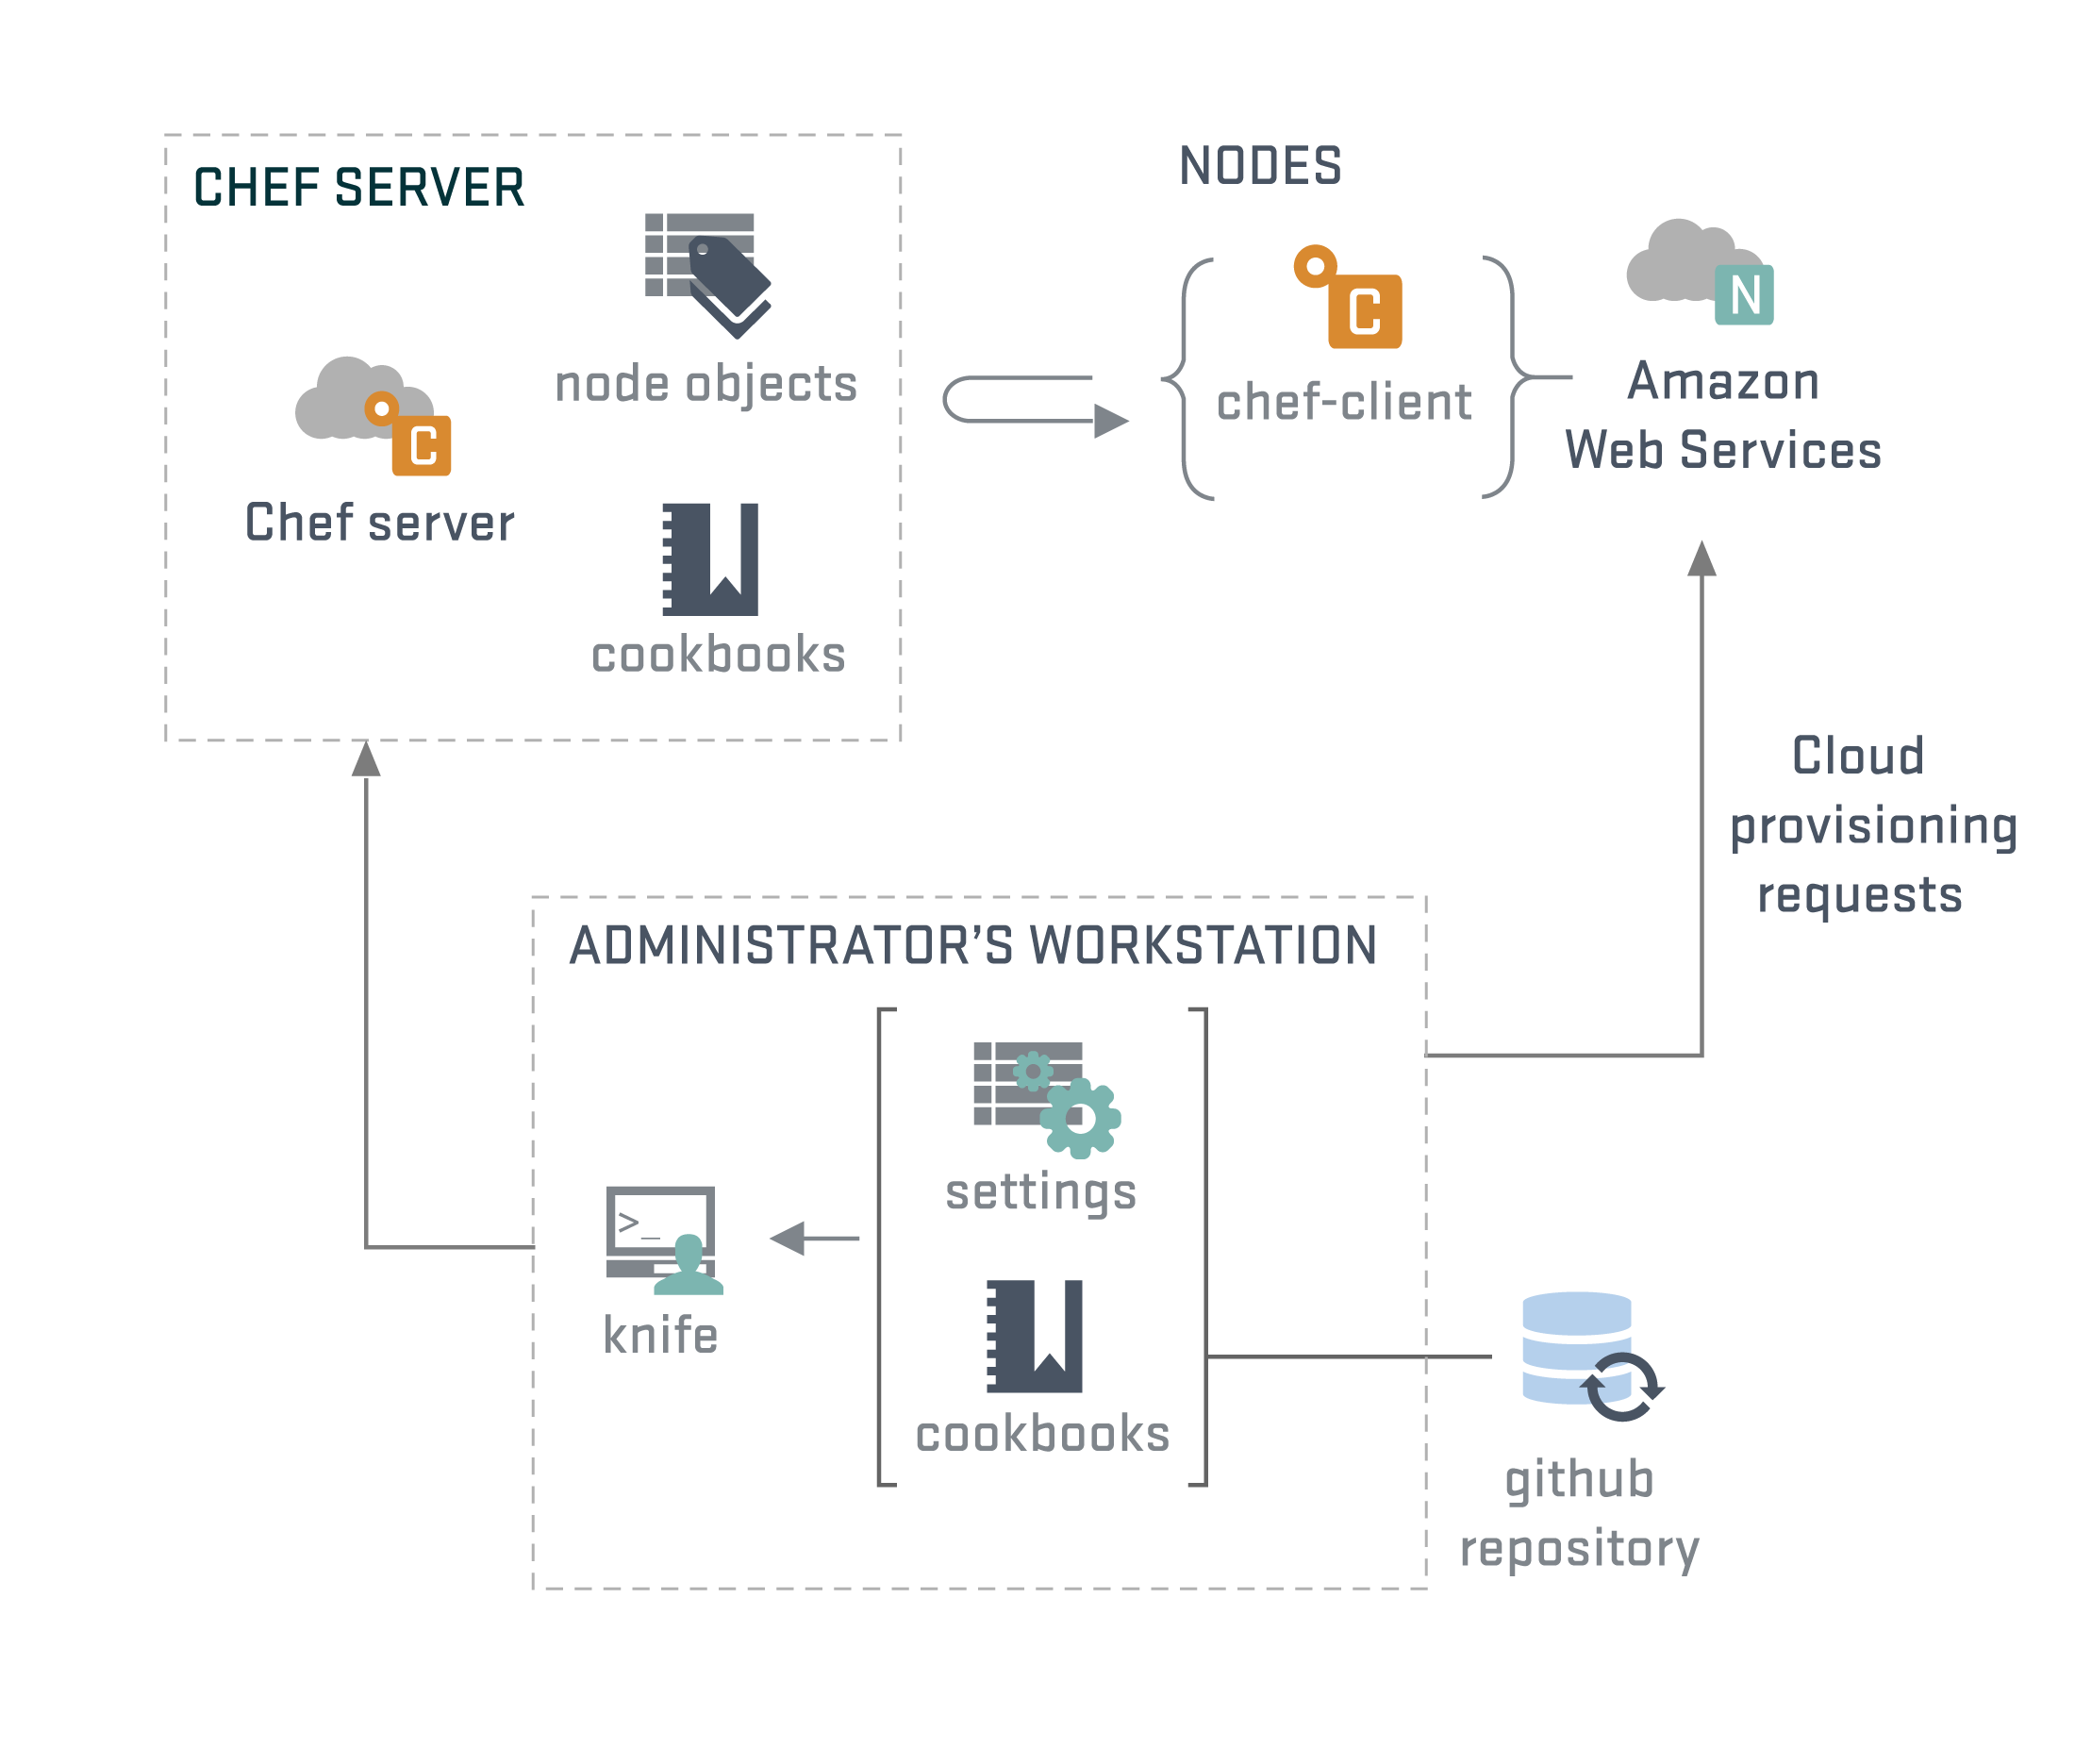 CHEF SERVER
node objects
C
Chef server
cookbooks
NODES
C
chef-client
N
Amazon
Web Services
Cloud
provisioning
requests
ADMINISTRATOR’S WORKSTATION
settings
>_
knife
cookbooks
github
repository